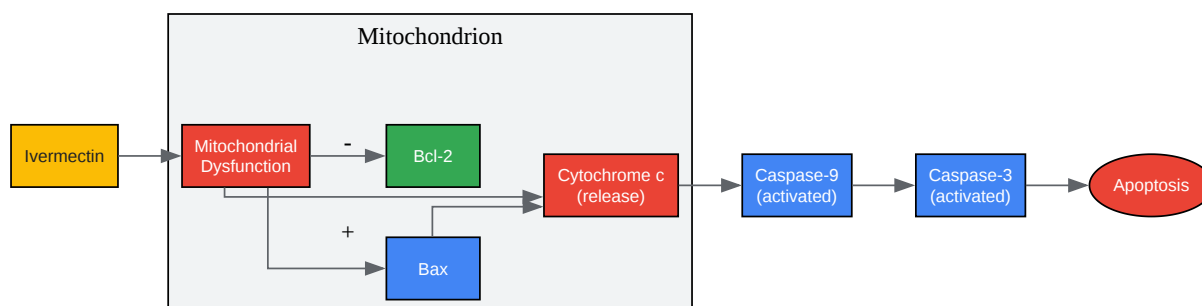 Mitochondrion
Ivermectin
Mitochondrial
Dysfunction
-
Bcl-2
Cytochrome c
(release)
Caspase-9
(activated)
Caspase-3
(activated)
Apoptosis
+
Bax